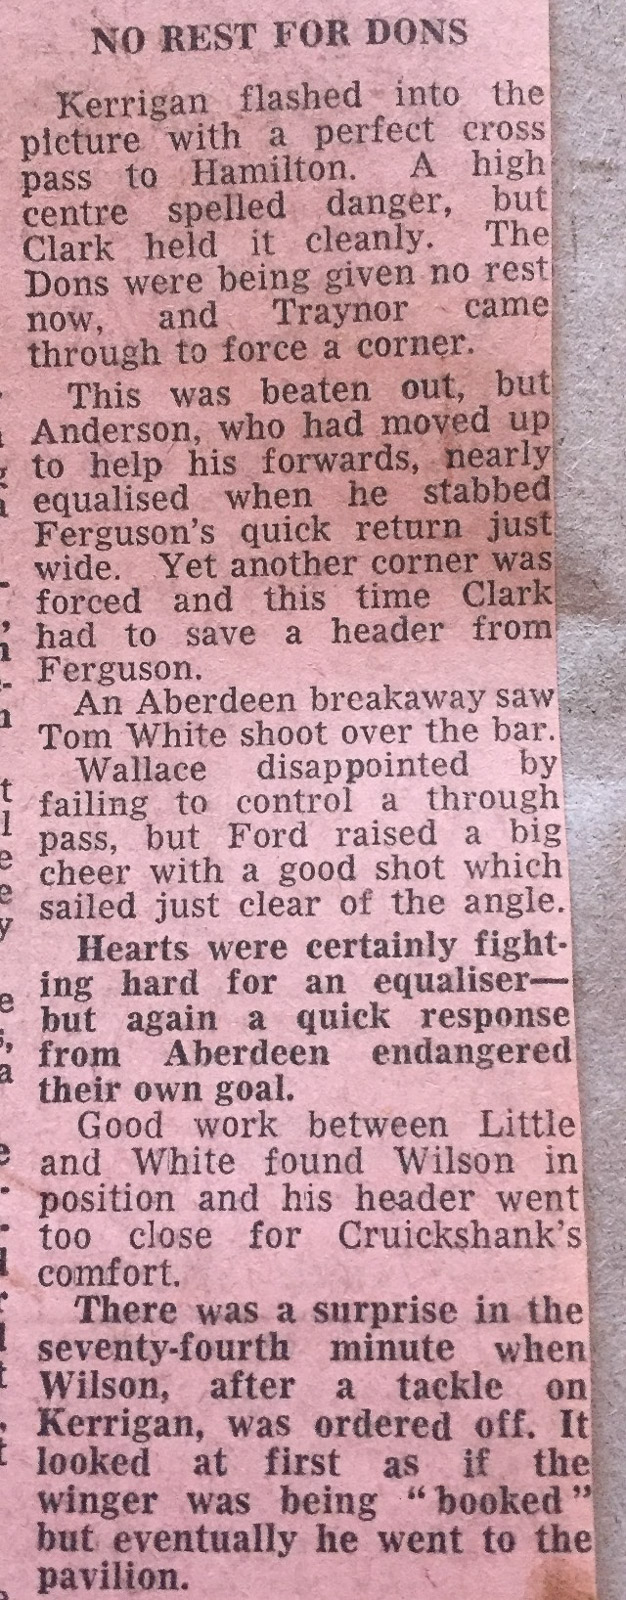 NO REST FOR DONS
Kerrigan flashed into the
picture with a perfect cross
pass to Hamilton. A high
centre spelled danger, but
Clark held it cleanly. The
Dons were being given no rest
now, and Traynor came
through to force a corner.
This was beaten out, but
Anderson, who had moved up
to help his forwards, nearly
equalised when he stabbed
Ferguson's quick return just
wide. Yet another corner was
forced and this time Clark
had to save a header from
Ferguson.
An Aberdeen breakaway saw
Tom White shoot over the bar.
Wallace disappointed by
failing to control a through
pass, but Ford raised a big
cheer with a good shot which
sailed just clear of the angle.
Hearts were certainly fight-
ing hard for an equaliser—
but again a quick response
from Aberdeen endangered
their own goal.
Good work between Little
and White found Wilson in
position and his header went
too close for Cruickshank's
comfort.
There was a surprise in the
seventy-fourth minute when
Wilson, after a tackle on
Kerrigan, was ordered off. It
looked at first as if the
winger was being "booked"
but eventually he went to the
pavilion.